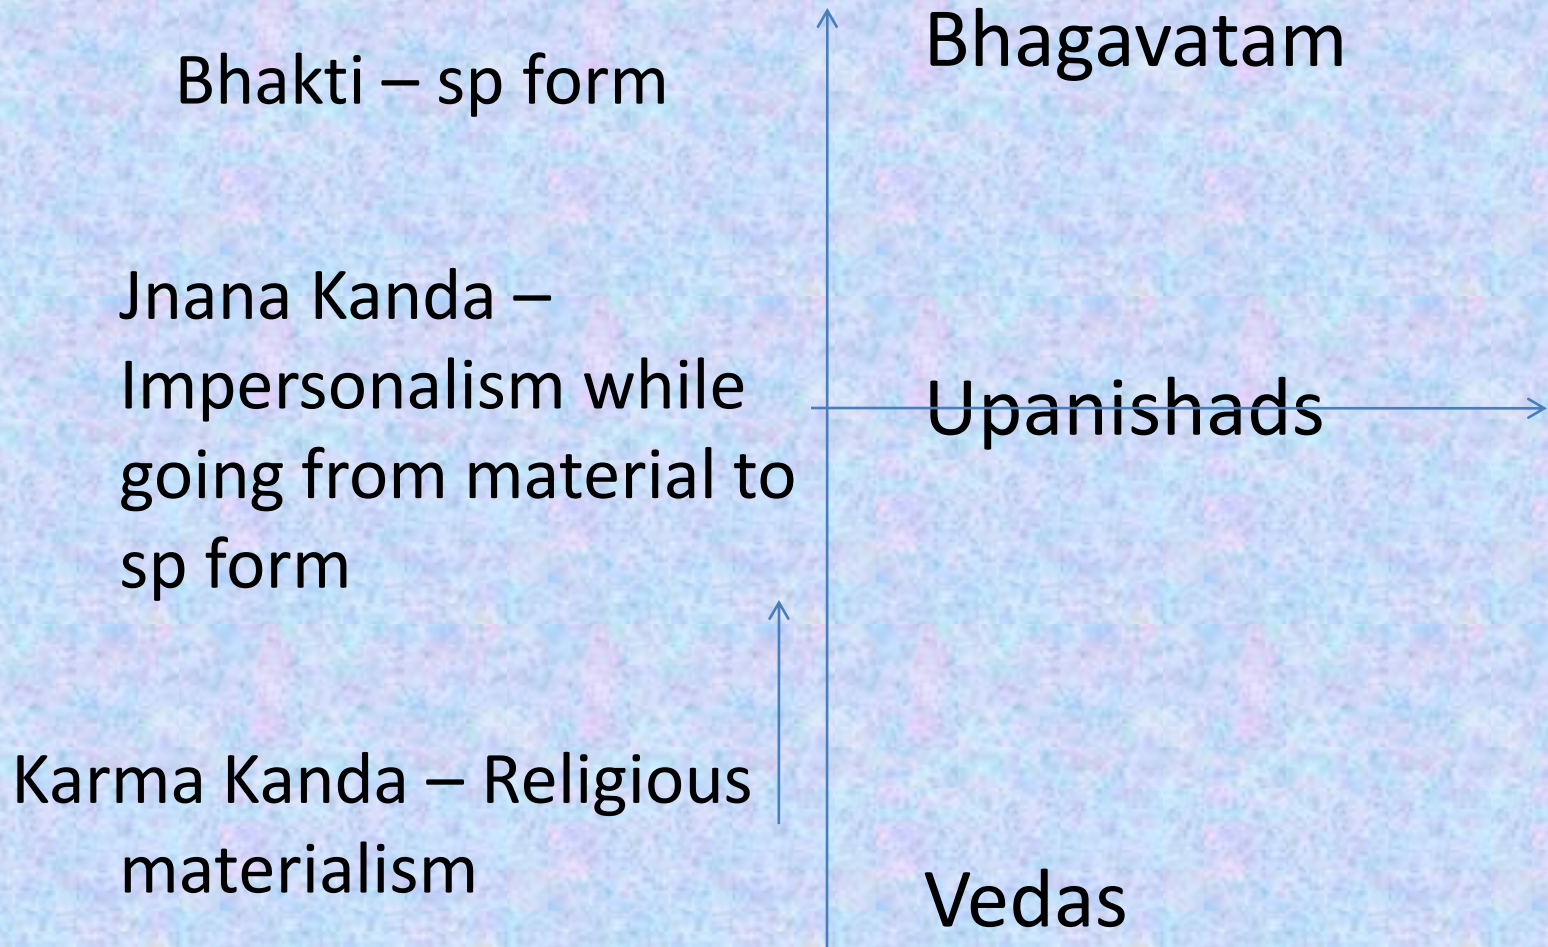 Bhakti – sp form
Jnana Kanda –
Impersonalism while
going from material to
sp form
Karma Kanda – Religious
materialism
Bhagavatam
Upanishads
Vedas